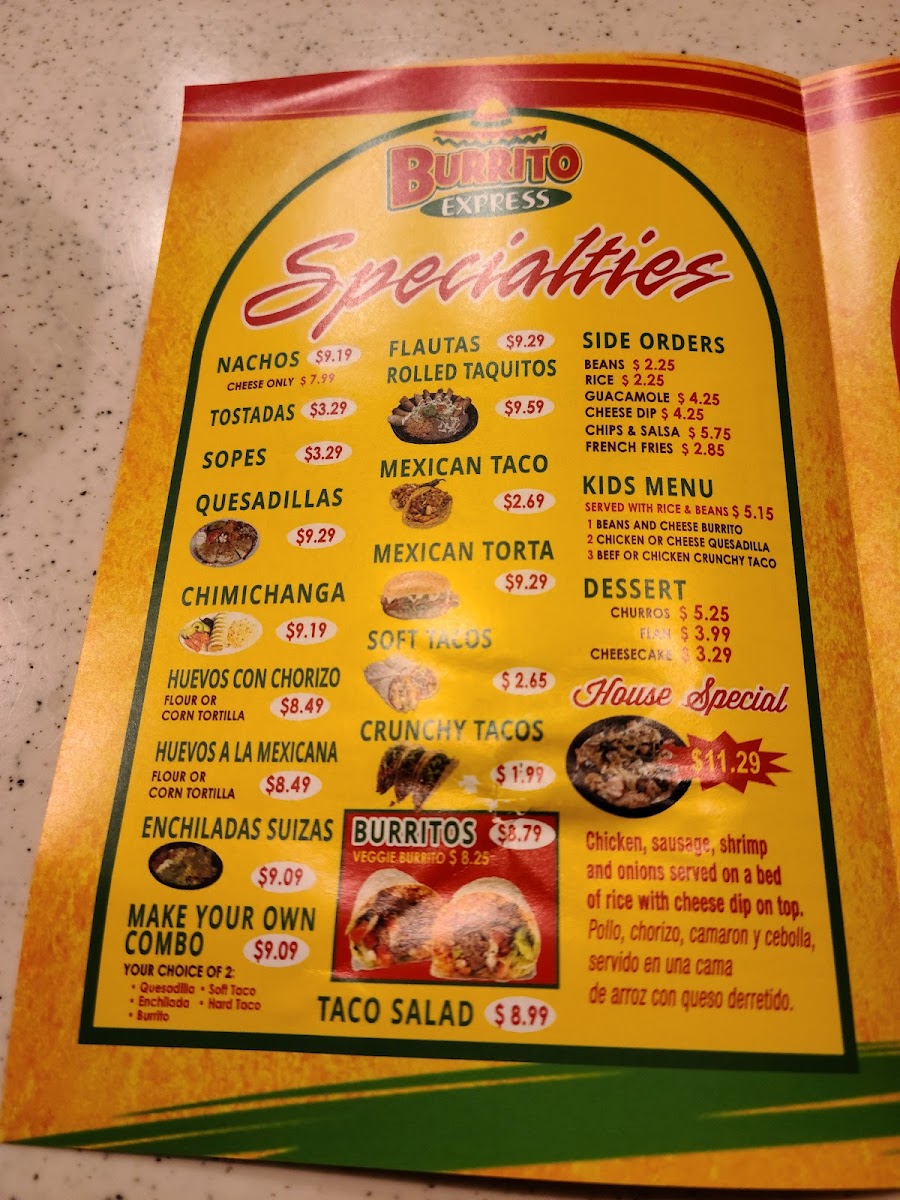 BURRITO
EXPRESS
Specialties
NACHOS $9.19
CHEESE ONLY $ 7.99
TOSTADAS $3.29
SOPES $3.29
QUESADILLAS
$9.29
CHIMICHANGA
$9.19
HUEVOS CON CHORIZO
FLOUR OR
CORN TORTILLA
$8.49
HUEVOS A LA MEXICANA
FLOUR OR
CORN TORTILLA
$8.49
ENCHILADAS SUIZAS
$9.09
MAKE YOUR OWN
COMBO $9.09
YOUR CHOICE OF 2:
• Quesadilla • Soft Taco
• Enchilada • Hard Taco
• Burrito
FLAUTAS $9.29
ROLLED TAQUITOS
$9.59
MEXICAN TACO
$2.69
MEXICAN TORTA
$9.29
SOFT TACOS
$ 2.65
CRUNCHY TACOS
$ 1.99
BURRITOS $8.79
VEGGIE BURRITO $ 8.25
TACO SALAD $ 8.99
SIDE ORDERS
BEANS $ 2.25
RICE $ 2.25
GUACAMOLE $ 4.25
CHEESE DIP $ 4.25
CHIPS & SALSA $ 5.75
FRENCH FRIES $ 2.85
KIDS MENU
SERVED WITH RICE & BEANS $ 5.15
1 BEANS AND CHEESE BURRITO
2 CHICKEN OR CHEESE QUESADILLA
3 BEEF OR CHICKEN CRUNCHY TACO
DESSERT
CHURROS $ 5.25
FLAN $ 3.99
CHEESECAKE $ 3.29
House Special
$11.29
Chicken, sausage, shrimp
and onions served on a bed
of rice with cheese dip on top.
Pollo, chorizo, camaron y cebolla,
servido en una cama
de arroz con queso derretido.